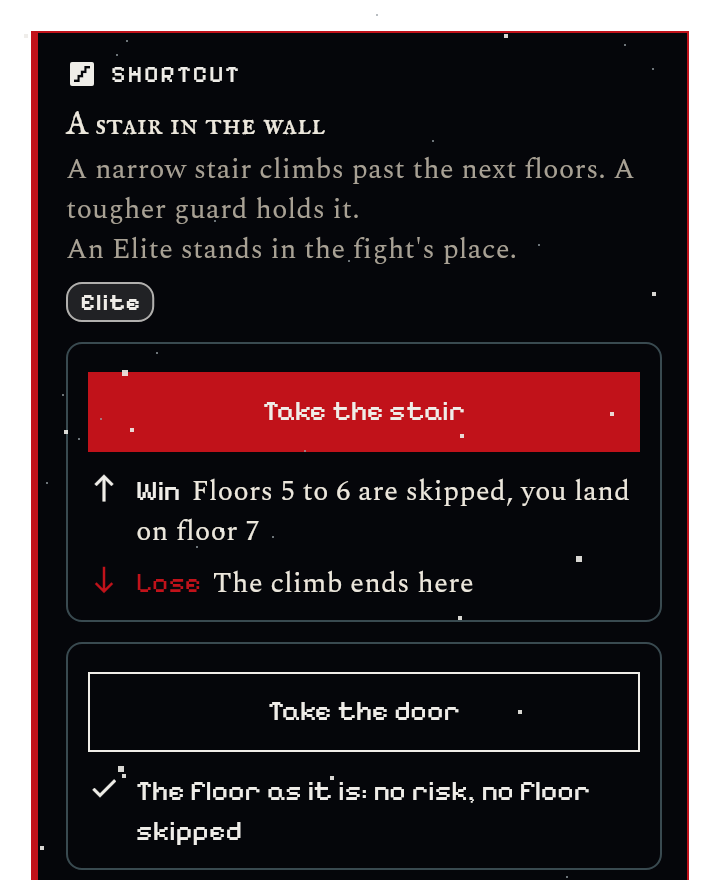 SHORTCUT
A stair in the wall
A narrow stair climbs past the next floors. A
tougher guard holds it.
An Elite stands in the fight's place.
Elite
Take the stair
↑ Win Floors 5 to 6 are skipped, you land
on floor 7
↓ Lose The climb ends here
Take the door
✓ The floor as it is: no risk, no floor
skipped